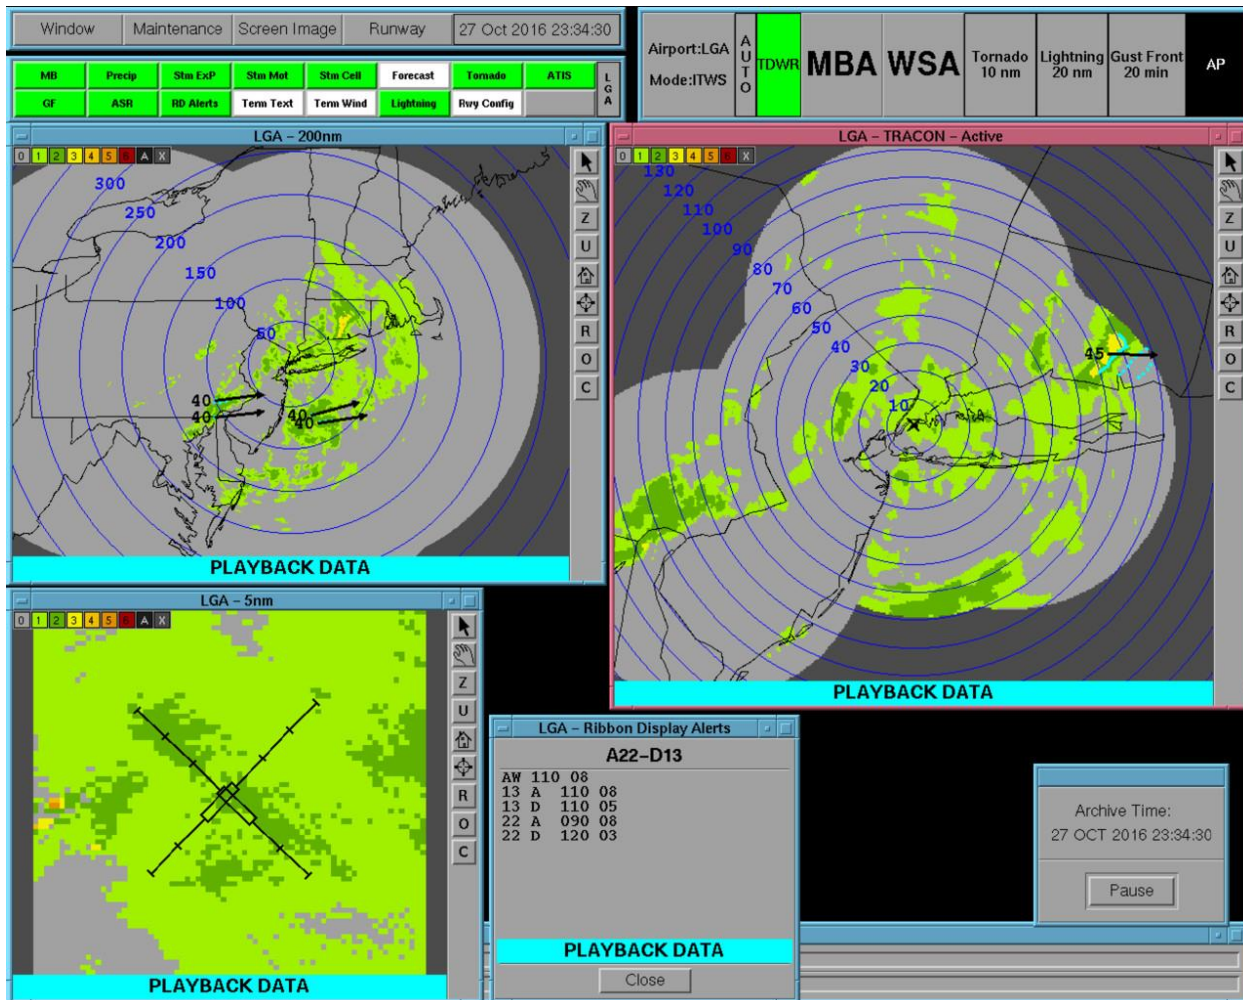 Window Maintenance Screen Image Runway 27 Oct 2016 23:34:30
MB Precip Stm ExP Stm Mot Stm Cell Forecast Tornado ATIS
GF ASR RD Alerts Term Text Term Wind Lightning Rwy Config
LGA
Airport:LGA
Mode:ITWS
AUTO
TDWR
MBA
WSA
Tornado
10 nm
Lightning
20 nm
Gust Front
20 min
AP
LGA – 200nm
0 1 2 3 4 5 6 A X
300
250
200
150
100
50
40
40
40
Z
U
R
O
C
PLAYBACK DATA
LGA – TRACON – Active
0 1 2 3 4 5 6 X
130
120
110
100
90
80
70
60
50
40
30
20
10
45
Z
U
R
O
C
PLAYBACK DATA
LGA – 5nm
0 1 2 3 4 5 6 A X
Z
U
R
O
C
PLAYBACK DATA
LGA – Ribbon Display Alerts
A22–D13
AW 110 08
13 A 110 08
13 D 110 05
22 A 090 08
22 D 120 03
PLAYBACK DATA
Close
Archive Time:
27 OCT 2016 23:34:30
Pause